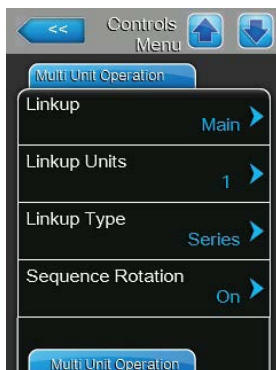 << Controls
Menu
Multi Unit Operation
Linkup
Main
Linkup Units
1
Linkup Type
Series
Sequence Rotation
On
Multi Unit Operation